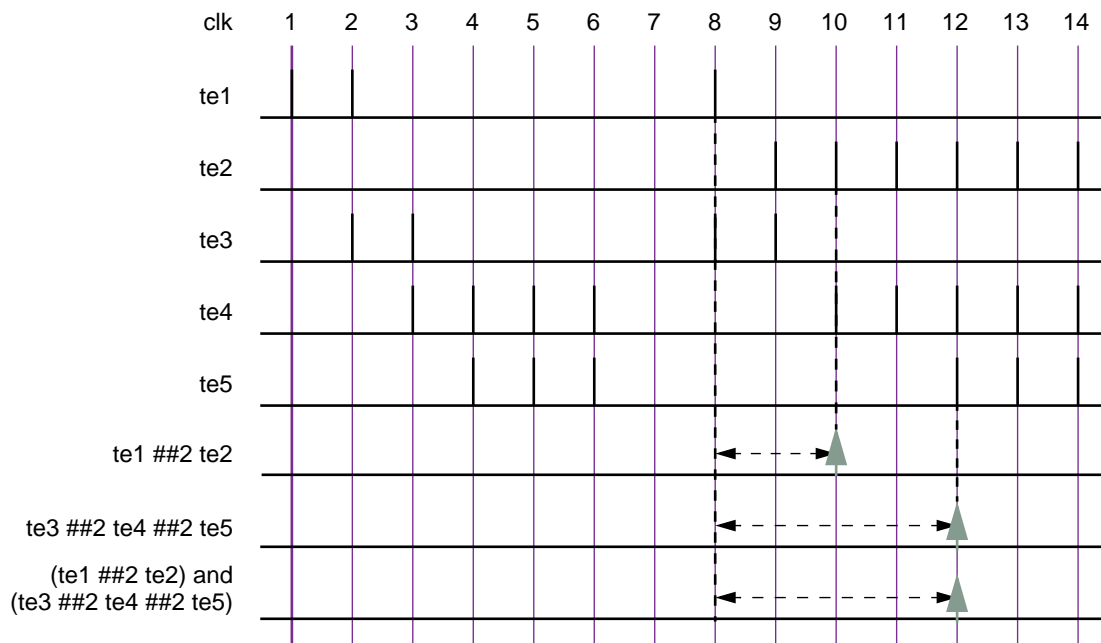 clk 1 2 3 4 5 6 7 8 9 10 11 12 13 14
te1
te2
te3
te4
te5
te1 ##2 te2
te3 ##2 te4 ##2 te5
(te1 ##2 te2) and
(te3 ##2 te4 ##2 te5)